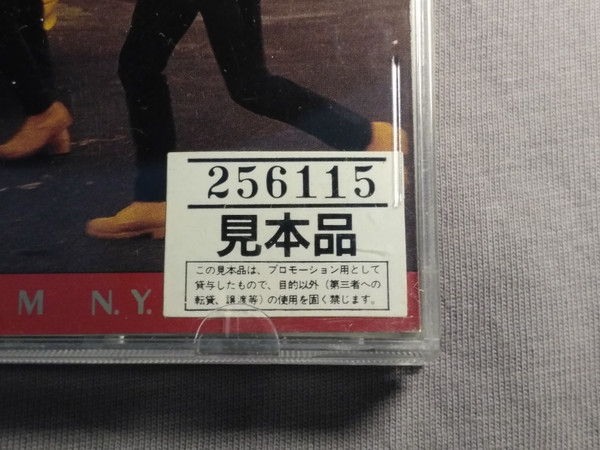 256115
見本品
この見本品は、プロモーション用として
貸与したもので、目的以外（第三者への
転貸、譲渡等）の使用を固く禁じます。
M N.Y.